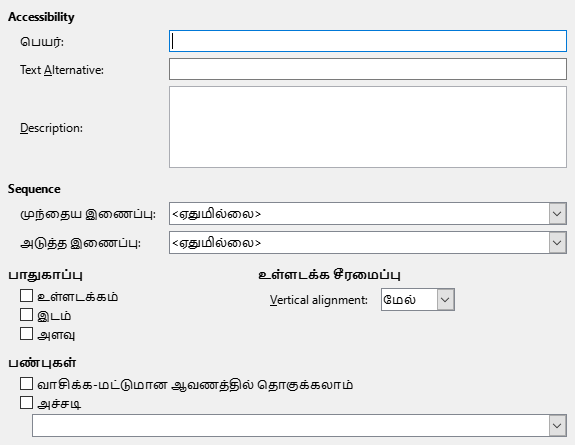 Accessibility
பெயர்:
Text Alternative:
Description:
Sequence
முந்தைய இணைப்பு: <ஏதுமில்லை>
அடுத்த இணைப்பு: <ஏதுமில்லை>
பாதுகாப்பு உள்ளடக்க சீரமைப்பு
உள்ளடக்கம் Vertical alignment: மேல்
இடம்
அளவு
பண்புகள்
வாசிக்க-மட்டுமான ஆவணத்தில் தொகுக்கலாம்
அச்சடி